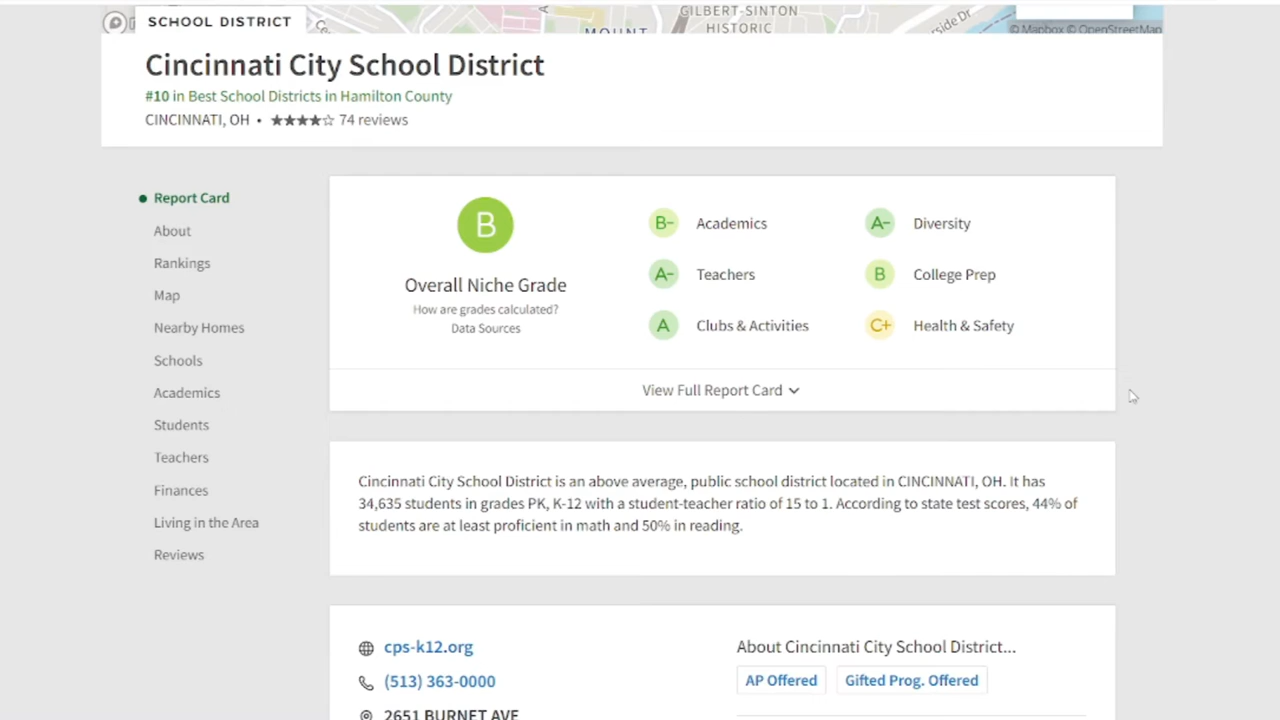 SCHOOL DISTRICT
GILBERT-SINTON
HISTORIC
MOUNT
side Dr
© Mapbox © OpenStreetMap
Cincinnati City School District
#10 in Best School Districts in Hamilton County
CINCINNATI, OH • ★★★★☆ 74 reviews
Report Card
About
Rankings
Map
Nearby Homes
Schools
Academics
Students
Teachers
Finances
Living in the Area
Reviews
B
Overall Niche Grade
How are grades calculated?
Data Sources
B- Academics
A- Teachers
A Clubs & Activities
A- Diversity
B College Prep
C+ Health & Safety
View Full Report Card
Cincinnati City School District is an above average, public school district located in CINCINNATI, OH. It has
34,635 students in grades PK, K-12 with a student-teacher ratio of 15 to 1. According to state test scores, 44% of
students are at least proficient in math and 50% in reading.
cps-k12.org
(513) 363-0000
2651 BURNET AVE
About Cincinnati City School District...
AP Offered
Gifted Prog. Offered